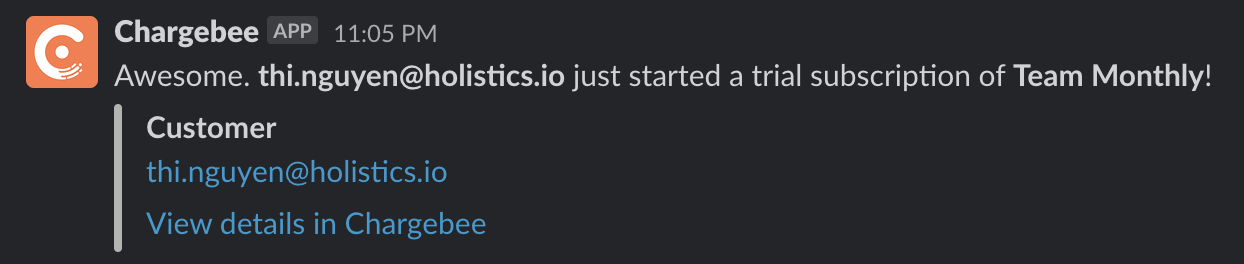 Chargebee APP 11:05 PM
Awesome. thi.nguyen@holistics.io just started a trial subscription of Team Monthly!
Customer
thi.nguyen@holistics.io
View details in Chargebee